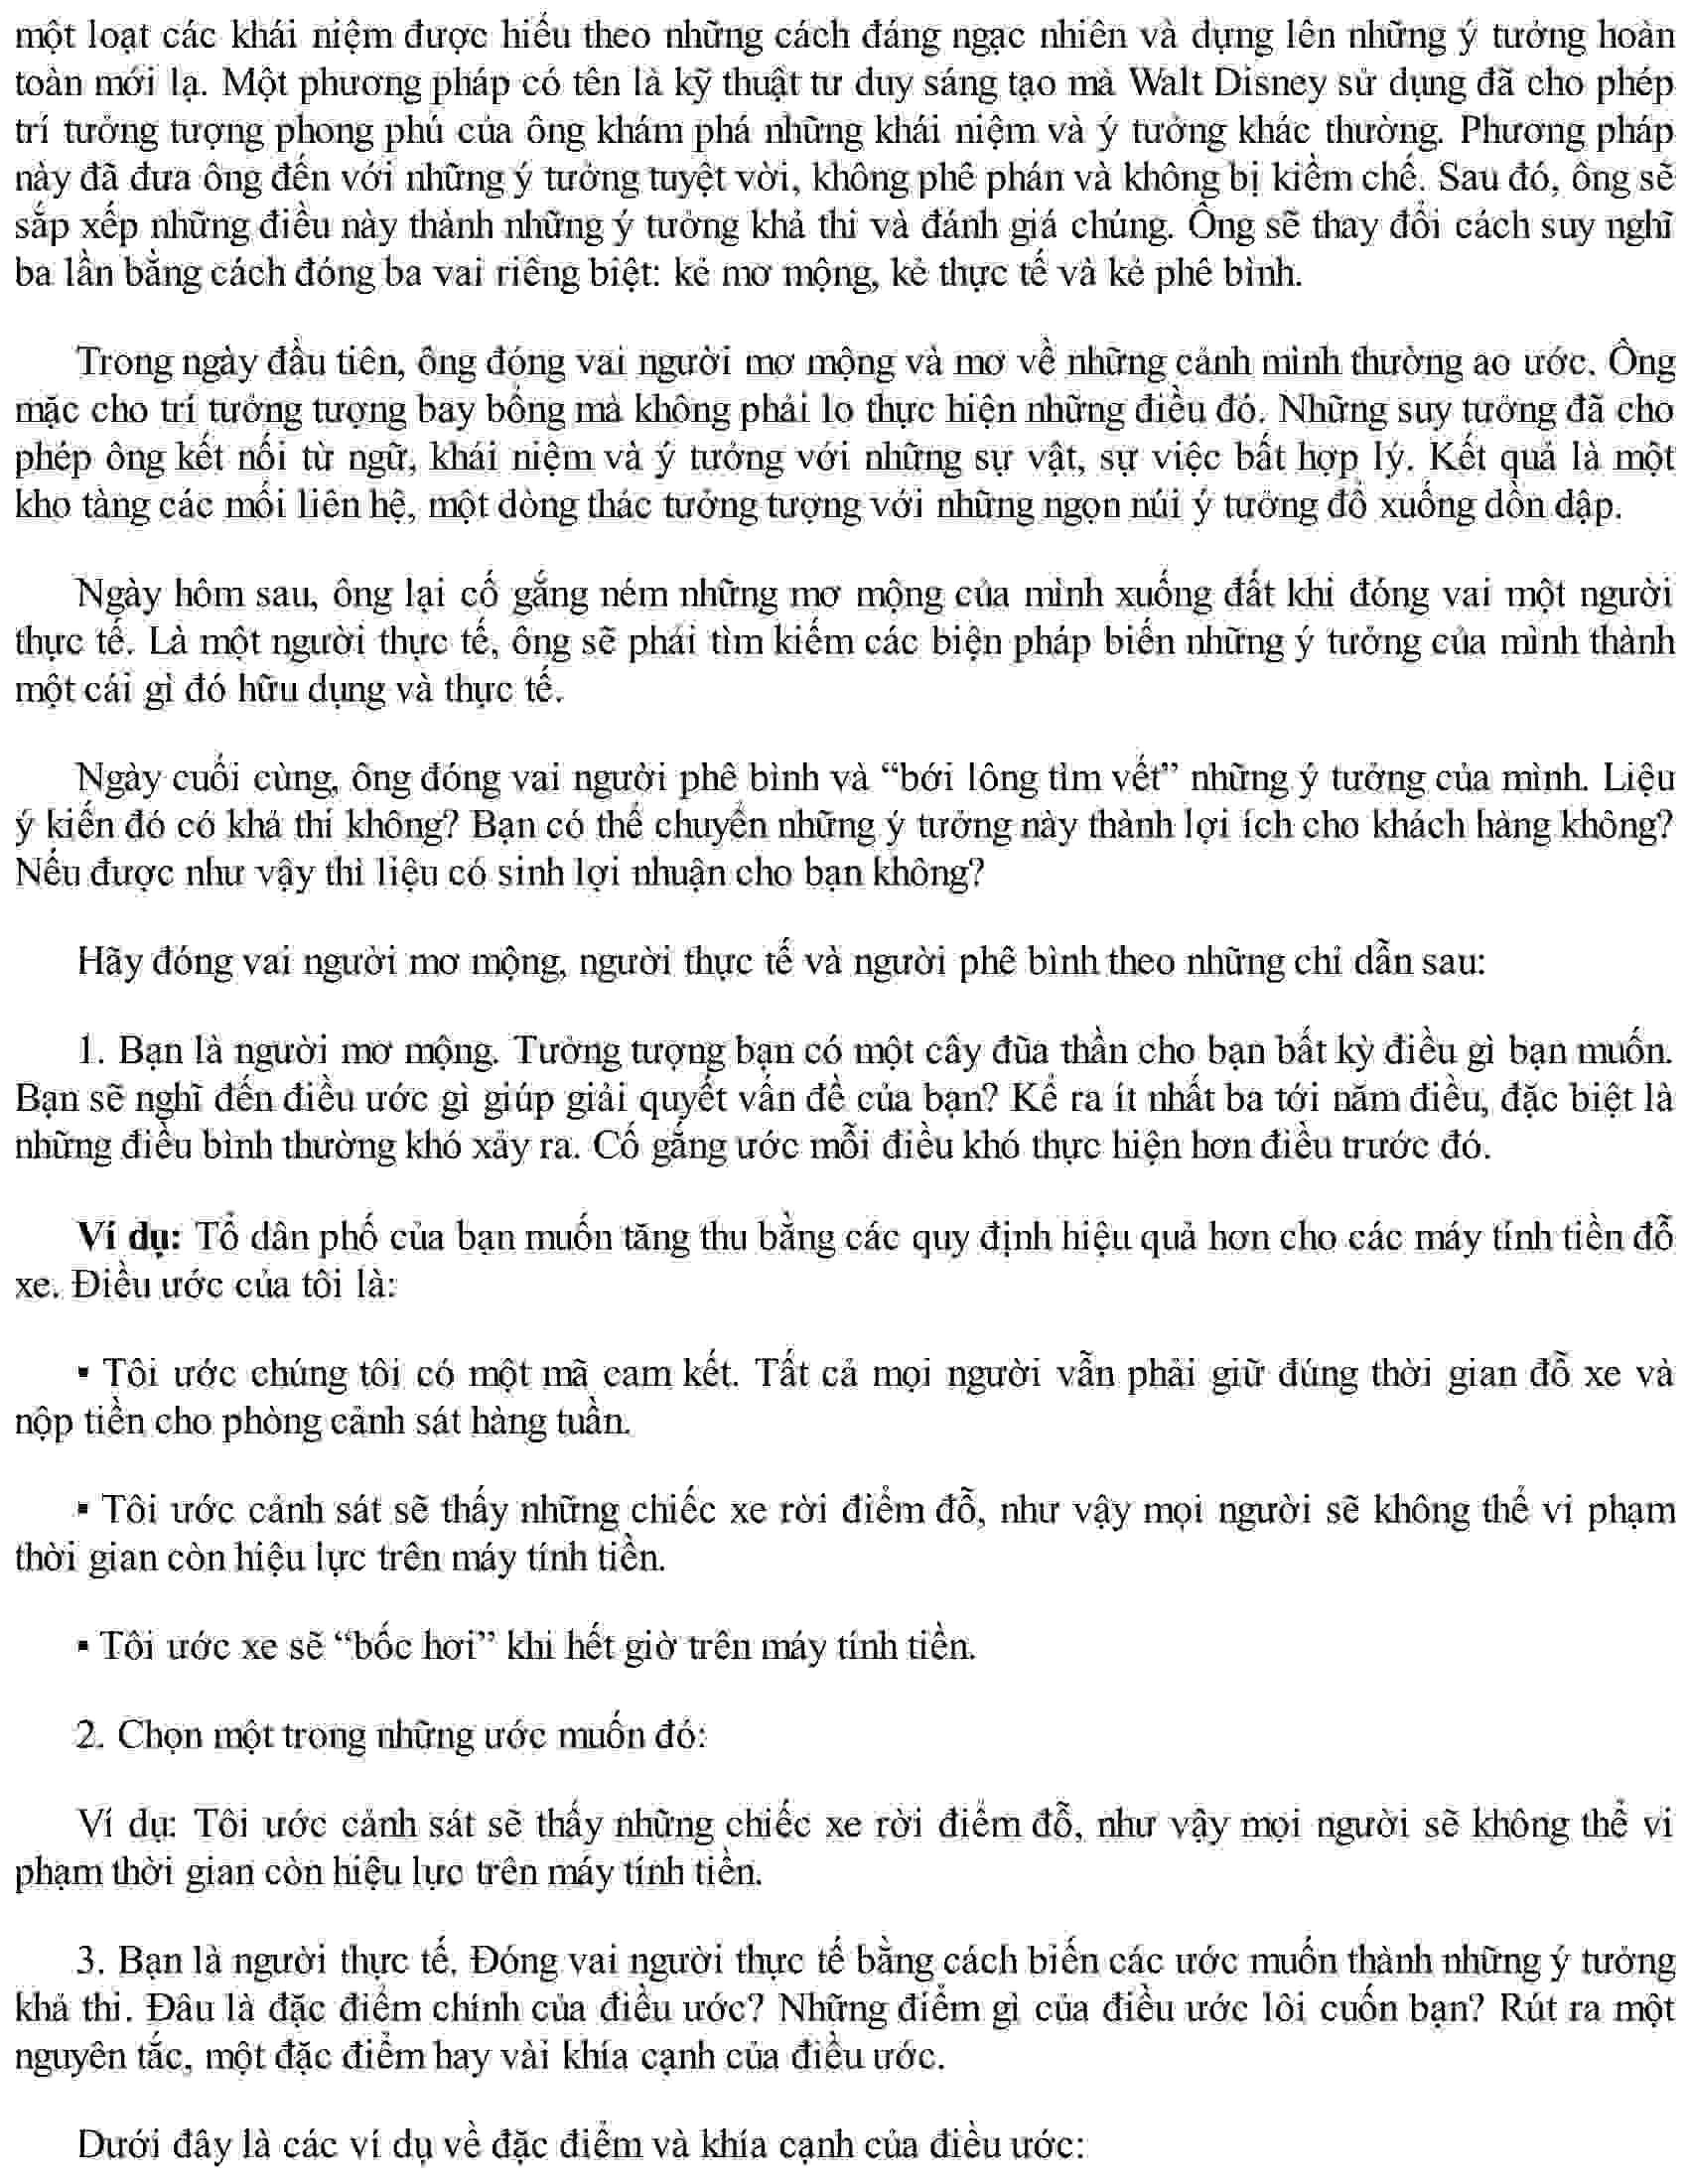 một loạt các khái niệm được hiểu theo những cách đáng ngạc nhiên và dựng lên những ý tưởng hoàn
toàn mới lạ. Một phương pháp có tên là kỹ thuật tư duy sáng tạo mà Walt Disney sử dụng đã cho phép
trí tưởng tượng phong phú của ông khám phá những khái niệm và ý tưởng khác thường. Phương pháp
này đã đưa ông đến với những ý tưởng tuyệt vời, không phê phán và không bị kiềm chế. Sau đó, ông sẽ
sắp xếp những điều này thành những ý tưởng khả thi và đánh giá chúng. Ông sẽ thay đổi cách suy nghĩ
ba lần bằng cách đóng ba vai riêng biệt: kẻ mơ mộng, kẻ thực tế và kẻ phê bình.
Trong ngày đầu tiên, ông đóng vai người mơ mộng và mơ về những cảnh mình thường ao ước. Ông
mặc cho trí tưởng tượng bay bổng mà không phải lo thực hiện những điều đó. Những suy tưởng đã cho
phép ông kết nối từ ngữ, khái niệm và ý tưởng với những sự vật, sự việc bất hợp lý. Kết quả là một
kho tàng các mối liên hệ, một dòng thác tưởng tượng với những ngọn núi ý tưởng đổ xuống dồn dập.
Ngày hôm sau, ông lại cố gắng ném những mơ mộng của mình xuống đất khi đóng vai một người
thực tế. Là một người thực tế, ông sẽ phải tìm kiếm các biện pháp biến những ý tưởng của mình thành
một cái gì đó hữu dụng và thực tế.
Ngày cuối cùng, ông đóng vai người phê bình và “bới lông tìm vết” những ý tưởng của mình. Liệu
ý kiến đó có khả thi không? Bạn có thể chuyển những ý tưởng này thành lợi ích cho khách hàng không?
Nếu được như vậy thì liệu có sinh lợi nhuận cho bạn không?
Hãy đóng vai người mơ mộng, người thực tế và người phê bình theo những chỉ dẫn sau:
1. Bạn là người mơ mộng. Tưởng tượng bạn có một cây đũa thần cho bạn bất kỳ điều gì bạn muốn.
Bạn sẽ nghĩ đến điều ước gì giúp giải quyết vấn đề của bạn? Kể ra ít nhất ba tới năm điều, đặc biệt là
những điều bình thường khó xảy ra. Cố gắng ước mỗi điều khó thực hiện hơn điều trước đó.
Ví dụ: Tổ dân phố của bạn muốn tăng thu bằng các quy định hiệu quả hơn cho các máy tính tiền đỗ
xe. Điều ước của tôi là:
▪ Tôi ước chúng tôi có một mã cam kết. Tất cả mọi người vẫn phải giữ đúng thời gian đỗ xe và
nộp tiền cho phòng cảnh sát hàng tuần.
▪ Tôi ước cảnh sát sẽ thấy những chiếc xe rời điểm đỗ, như vậy mọi người sẽ không thể vi phạm
thời gian còn hiệu lực trên máy tính tiền.
▪ Tôi ước xe sẽ “bốc hơi” khi hết giờ trên máy tính tiền.
2. Chọn một trong những ước muốn đó:
Ví dụ: Tôi ước cảnh sát sẽ thấy những chiếc xe rời điểm đỗ, như vậy mọi người sẽ không thể vi
phạm thời gian còn hiệu lực trên máy tính tiền.
3. Bạn là người thực tế. Đóng vai người thực tế bằng cách biến các ước muốn thành những ý tưởng
khả thi. Đâu là đặc điểm chính của điều ước? Những điểm gì của điều ước lôi cuốn bạn? Rút ra một
nguyên tắc, một đặc điểm hay vài khía cạnh của điều ước.
Dưới đây là các ví dụ về đặc điểm và khía cạnh của điều ước: